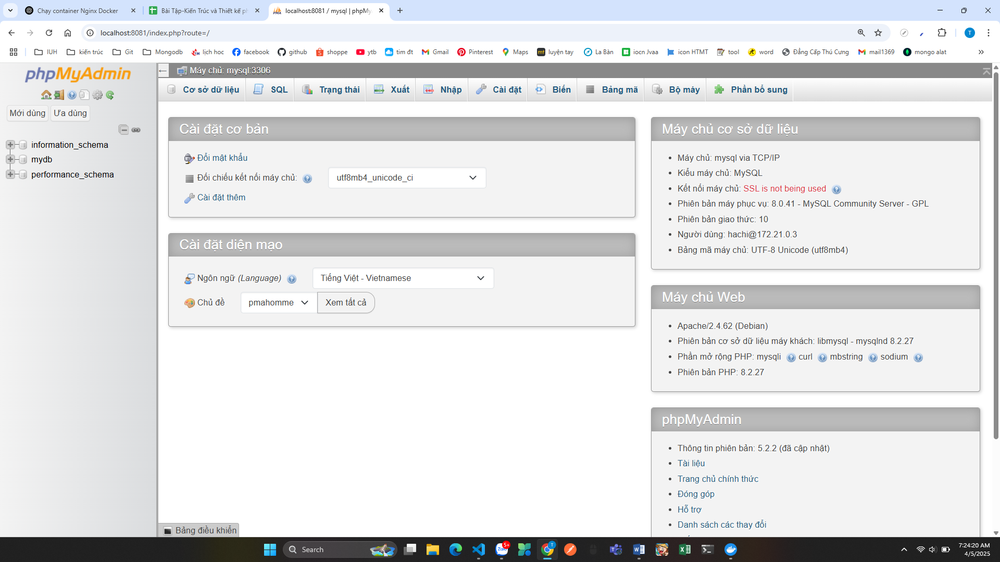 Chạy container Nginx Docker
Bài Tập-Kiến Trúc và Thiết kế ph
localhost:8081 / mysql | phpMy
localhost:8081/index.php?route=/
T
IUH
kiến trúc
Git
Mongodb
lịch hoc
facebook
github
shoppe
ytb
tim đt
Gmail
Pinterest
Maps
mt luyện tay
La Bàn
iocn Jvaa
icon HTMT
tool
word
Đẳng Cấp Thú Cưng
mail1369
mongo alat
phpMyAdmin
Mới dùng
Ưa dùng
information_schema
mydb
performance_schema
Máy chủ: mysql:3306
Cơ sở dữ liệu
SQL
Trạng thái
Xuất
Nhập
Cài đặt
Biến
Bảng mã
Bộ máy
Phần bổ sung
Cài đặt cơ bản
Đổi mật khẩu
Đối chiếu kết nối máy chủ:
utf8mb4_unicode_ci
Cài đặt thêm
Cài đặt diện mạo
Ngôn ngữ (Language)
Tiếng Việt - Vietnamese
Chủ đề
pmahomme
Xem tất cả
Máy chủ cơ sở dữ liệu
Máy chủ: mysql via TCP/IP
Kiểu máy chủ: MySQL
Kết nối máy chủ: SSL is not being used
Phiên bản máy phục vụ: 8.0.41 - MySQL Community Server - GPL
Phiên bản giao thức: 10
Người dùng: hachi@172.21.0.3
Bảng mã máy chủ: UTF-8 Unicode (utf8mb4)
Máy chủ Web
Apache/2.4.62 (Debian)
Phiên bản cơ sở dữ liệu máy khách: libmysql - mysqlnd 8.2.27
Phần mở rộng PHP: mysqli curl mbstring sodium
Phiên bản PHP: 8.2.27
phpMyAdmin
Thông tin phiên bản: 5.2.2 (đã cập nhật)
Tài liệu
Trang chủ chính thức
Đóng góp
Hỗ trợ
Danh sách các thay đổi
Bảng điều khiển
Search
Zalo
5+
T
7:24:20 AM
4/5/2025